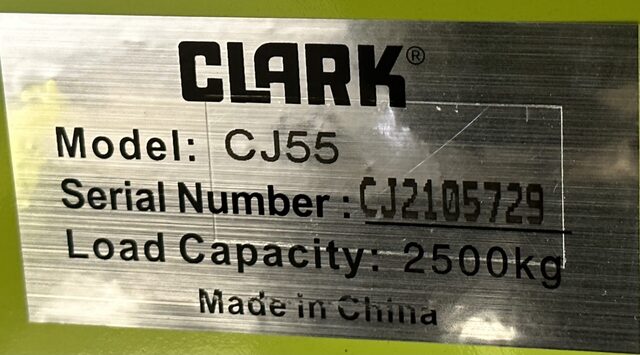 CLARK®
Model: CJ55
Serial Number: CJ2105729
Load Capacity: 2500kg
Made in China